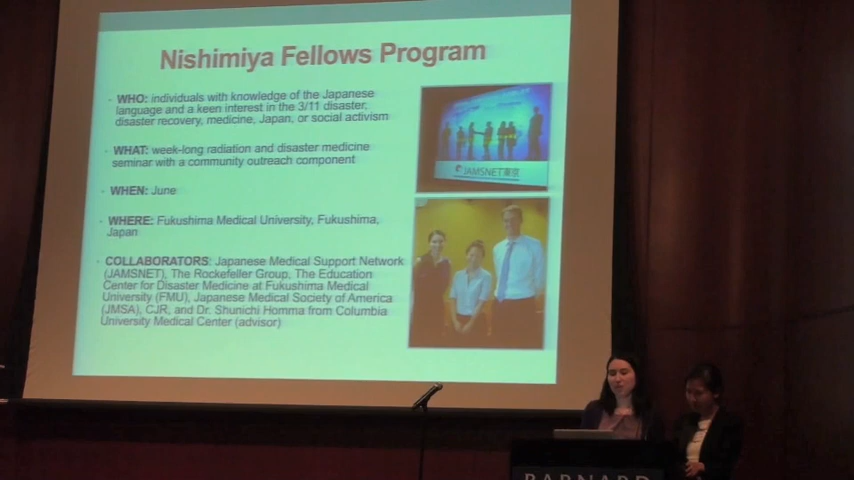 Nishimiya Fellows Program
WHO: individuals with knowledge of the Japanese
language and a keen interest in the 3/11 disaster,
disaster recovery, medicine, Japan, or social activism
WHAT: week-long radiation and disaster medicine
seminar with a community outreach component
WHEN: June
WHERE: Fukushima Medical University, Fukushima,
Japan
COLLABORATORS: Japanese Medical Support Network
(JAMSNET), The Rockefeller Group, The Education
Center for Disaster Medicine at Fukushima Medical
University (FMU), Japanese Medical Society of America
(JMSA), CJR, and Dr. Shunichi Homma from Columbia
University Medical Center (advisor)
JAMSNET東京
BARNARD